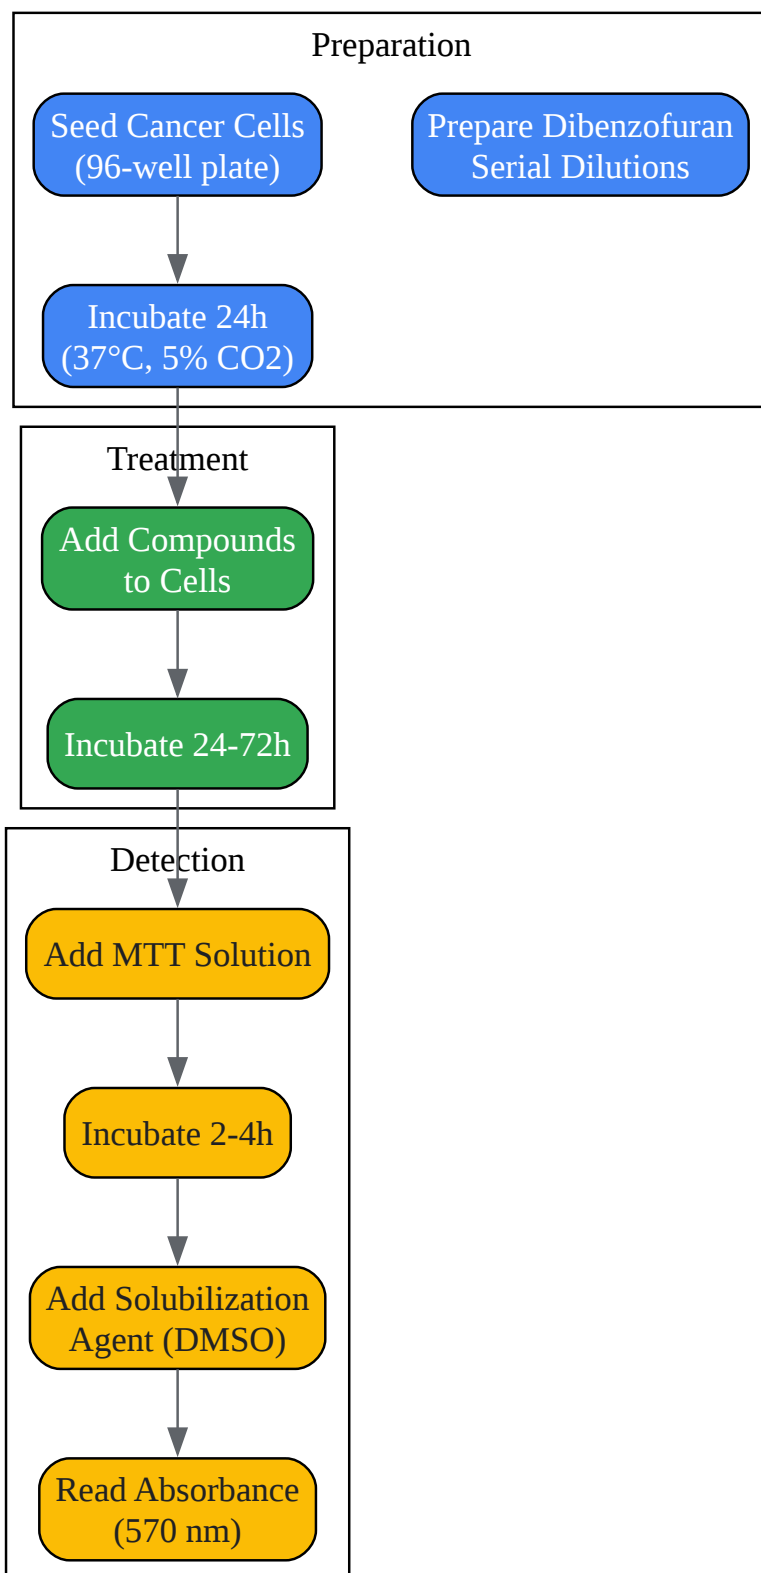 Preparation
Seed Cancer Cells
(96-well plate)
Prepare Dibenzofuran
Serial Dilutions
Incubate 24h
(37°C, 5% CO2)
Treatment
Add Compounds
to Cells
Incubate 24-72h
Detection
Add MTT Solution
Incubate 2-4h
Add Solubilization
Agent (DMSO)
Read Absorbance
(570 nm)